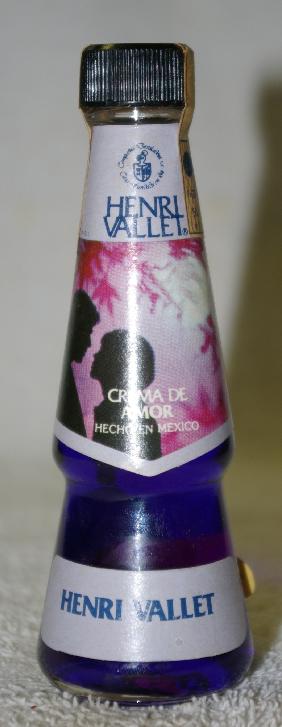 HENRI
VALLET®
CREMA DE
AMOR
HECHO EN MEXICO
HENRI VALLET